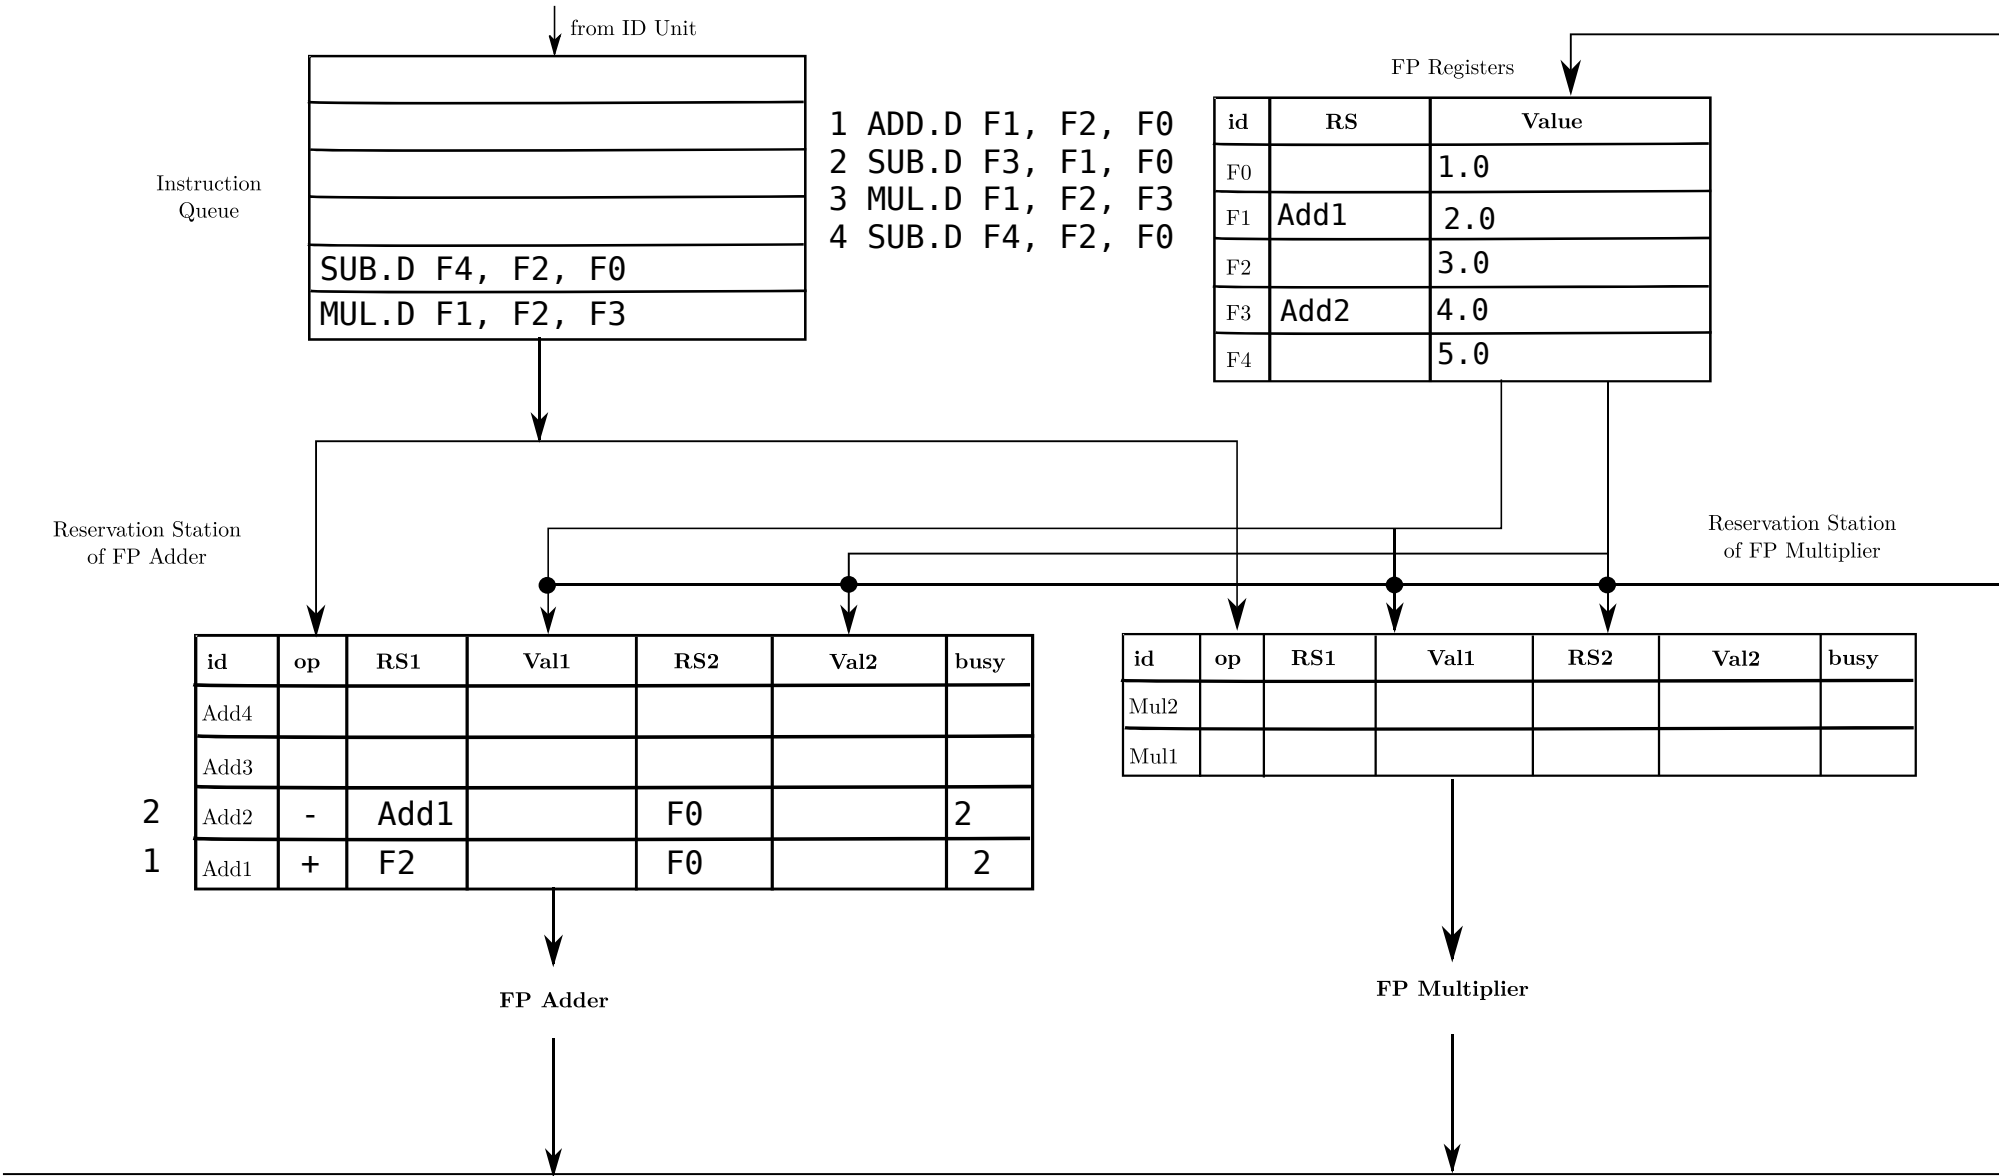 from ID Unit
Instruction
Queue
SUB.D F4, F2, F0
MUL.D F1, F2, F3
1 ADD.D F1, F2, F0
2 SUB.D F3, F1, F0
3 MUL.D F1, F2, F3
4 SUB.D F4, F2, F0
FP Registers
id RS Value
F0 1.0
F1 Add1 2.0
F2 3.0
F3 Add2 4.0
F4 5.0
Reservation Station
of FP Adder
id op RS1 Val1 RS2 Val2 busy
Add4
Add3
2 Add2 - Add1 F0 2
1 Add1 + F2 F0 2
FP Adder
Reservation Station
of FP Multiplier
id op RS1 Val1 RS2 Val2 busy
Mul2
Mul1
FP Multiplier